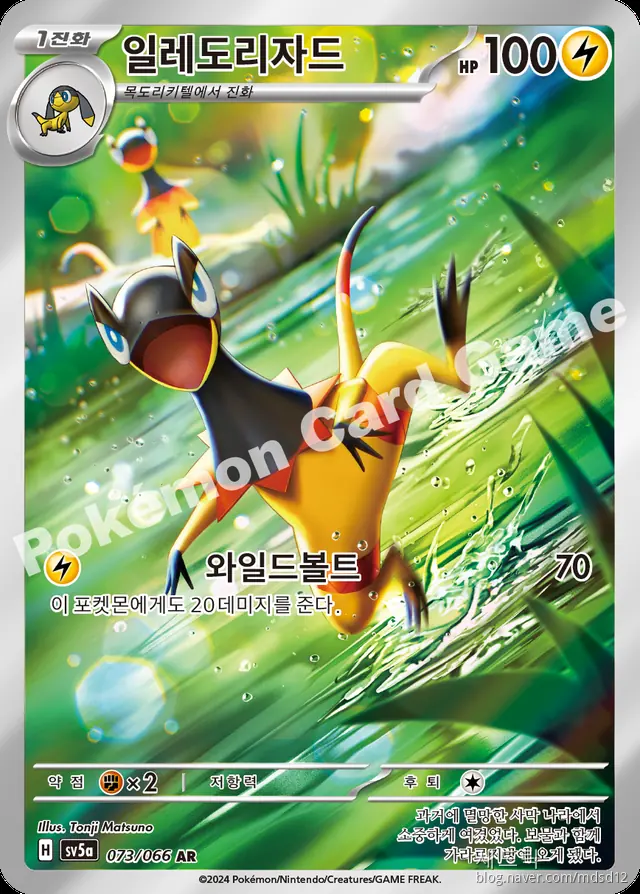 1진화
일레도리자드
HP 100
목도리키텔에서 진화
Pokémon Card Game
와일드볼트 70
이 포켓몬에게도 20데미지를 준다.
약점 ×2 저항력 후퇴
Illus. Tonji Matsuno
H sv5a 073/066 AR
과거에 멸망한 사막 나라에서
소중하게 여겼었다. 보물과 함께
가라르지방에 오게 됐다.
©2024 Pokémon/Nintendo/Creatures/GAME FREAK.
blog.naver.com/mdsd12